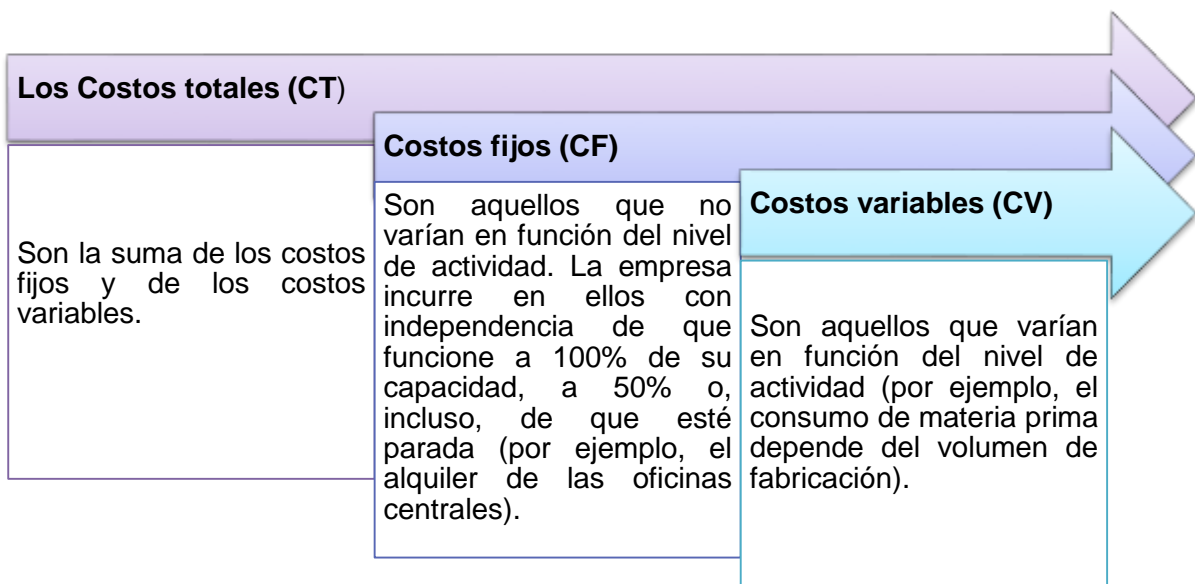 Los Costos totales (CT)
Son la suma de los costos
fijos y de los costos
variables.
Costos fijos (CF)
Son aquellos que no
varían en función del nivel
de actividad. La empresa
incurre en ellos con
independencia de que
funcione a 100% de su
capacidad, a 50% o,
incluso, de que esté
parada (por ejemplo, el
alquiler de las oficinas
centrales).
Costos variables (CV)
Son aquellos que varían
en función del nivel de
actividad (por ejemplo, el
consumo de materia prima
depende del volumen de
fabricación).